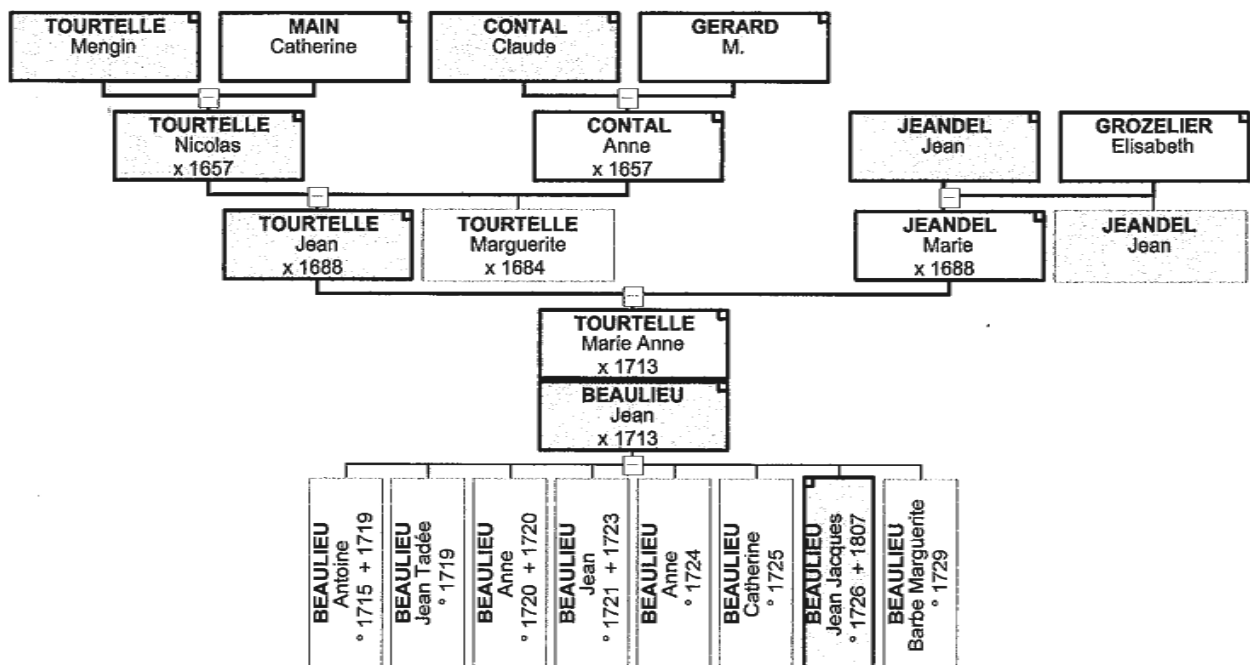 TOURTELLE
Mengin
MAIN
Catherine
CONTAL
Claude
GERARD
M.
TOURTELLE
Nicolas
x 1657
CONTAL
Anne
x 1657
JEANDEL
Jean
GROZELIER
Elisabeth
TOURTELLE
Jean
x 1688
TOURTELLE
Marguerite
x 1684
JEANDEL
Marie
x 1688
JEANDEL
Jean
TOURTELLE
Marie Anne
x 1713
BEAULIEU
Jean
x 1713
BEAULIEU
Antoine
° 1715 + 1719
BEAULIEU
Jean Tadée
° 1719
BEAULIEU
Anne
° 1720 + 1720
BEAULIEU
Jean
° 1721 + 1723
BEAULIEU
Anne
° 1724
BEAULIEU
Catherine
° 1725
BEAULIEU
Jean Jacques
° 1726 + 1807
BEAULIEU
Barbe Marguerite
° 1729